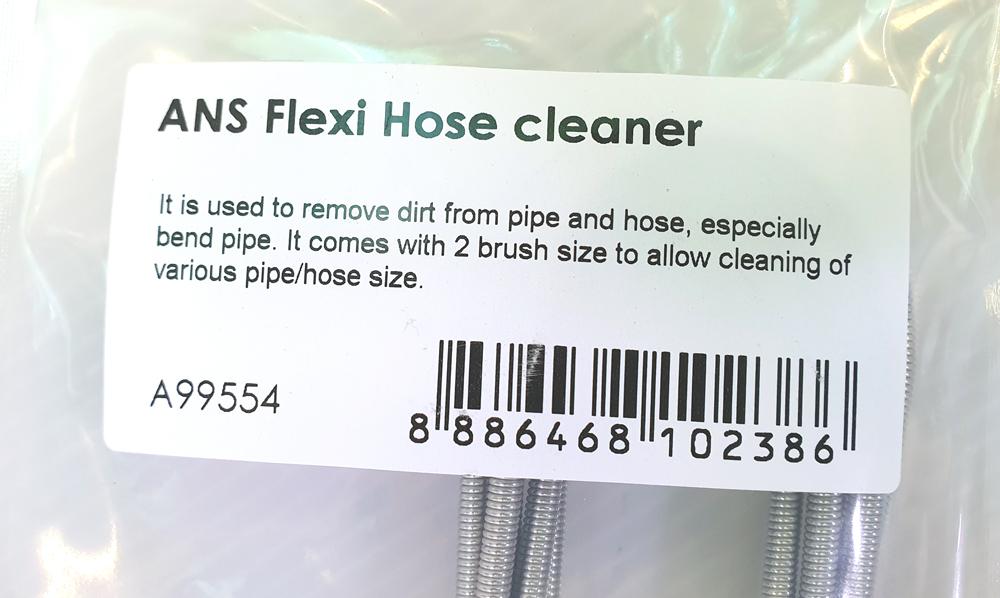 ANS Flexi Hose cleaner
It is used to remove dirt from pipe and hose, especially
bend pipe. It comes with 2 brush size to allow cleaning of
various pipe/hose size.
A99554
8 886468 102386